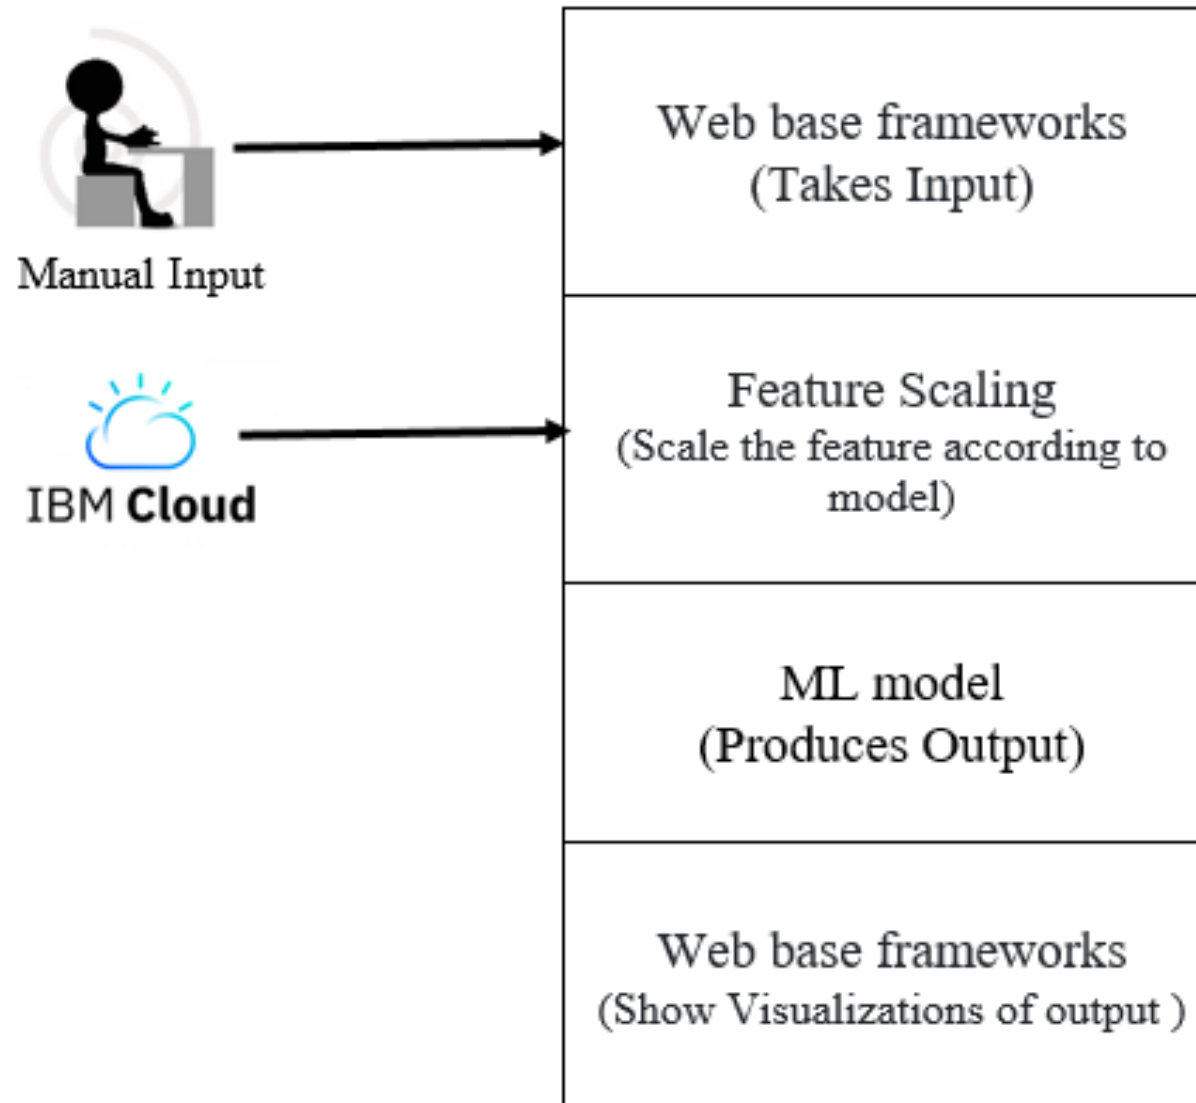 Web base frameworks
(Takes Input)
Manual Input
Feature Scaling
(Scale the feature according to
model)
IBM Cloud
ML model
(Produces Output)
Web base frameworks
(Show Visualizations of output )